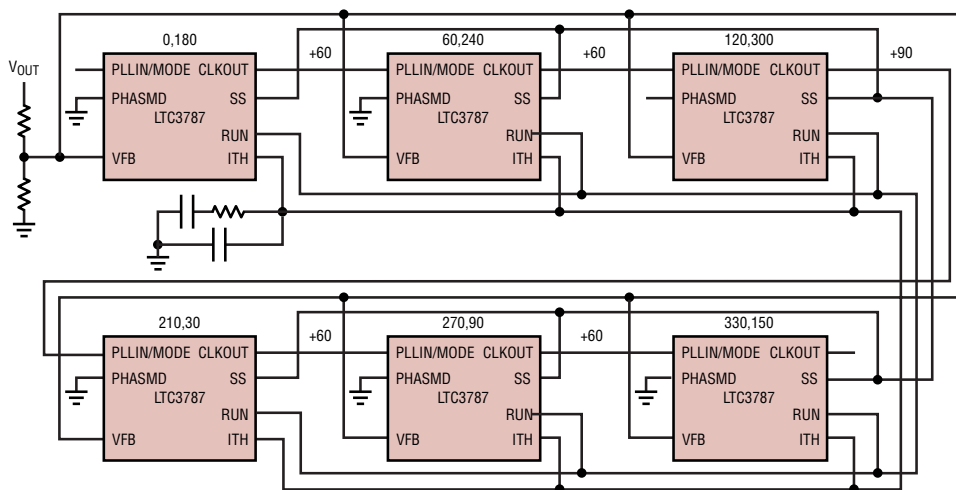 0,180
60,240
120,300
V_OUT
PLLIN/MODE CLKOUT
+60
PLLIN/MODE CLKOUT
+60
PLLIN/MODE CLKOUT
+90
PHASMD SS
PHASMD SS
PHASMD SS
LTC3787
LTC3787
LTC3787
RUN
RUN
RUN
VFB ITH
VFB ITH
VFB ITH
210,30
270,90
330,150
PLLIN/MODE CLKOUT
+60
PLLIN/MODE CLKOUT
+60
PLLIN/MODE CLKOUT
PHASMD SS
PHASMD SS
PHASMD SS
LTC3787
LTC3787
LTC3787
RUN
RUN
RUN
VFB ITH
VFB ITH
VFB ITH